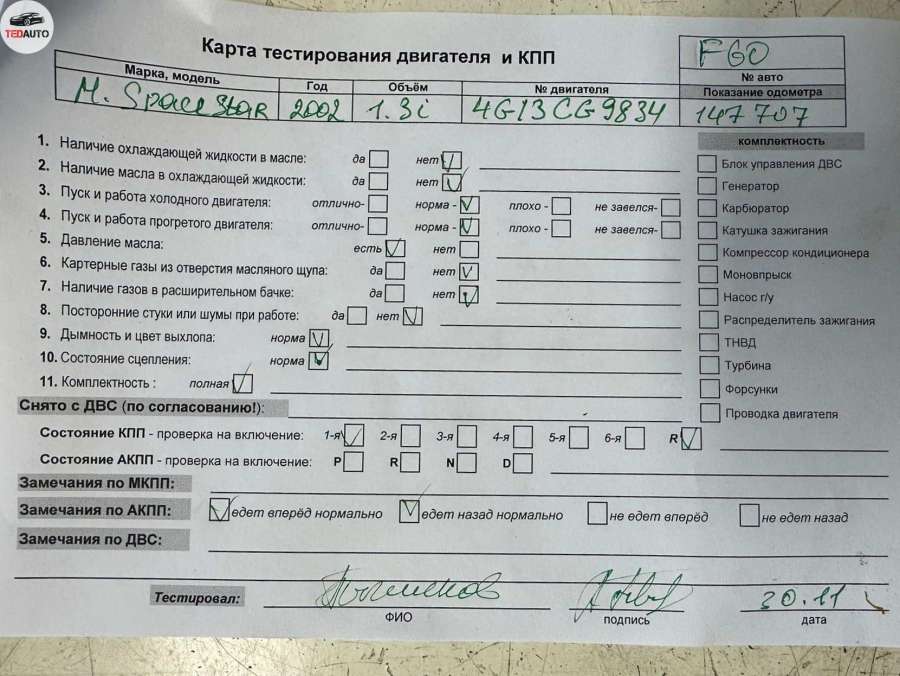 TEDAUTO
Карта тестирования двигателя и КПП
F60
№ авто
Марка, модель Год Объём № двигателя Показание одометра
M. Space Star 2002 1.3i 4G13CG9834 147 707
комплектность
1. Наличие охлаждающей жидкости в масле: да нет
2. Наличие масла в охлаждающей жидкости: да нет
3. Пуск и работа холодного двигателя: отлично- норма - плохо - не завелся-
4. Пуск и работа прогретого двигателя: отлично- норма - плохо - не завелся-
5. Давление масла: есть нет
6. Картерные газы из отверстия масляного щупа: да нет
7. Наличие газов в расширительном бачке: да нет
8. Посторонние стуки или шумы при работе: да нет
9. Дымность и цвет выхлопа: норма
10. Состояние сцепления: норма
11. Комплектность : полная
Блок управления ДВС
Генератор
Карбюратор
Катушка зажигания
Компрессор кондиционера
Моновпрыск
Насос г/у
Распределитель зажигания
ТНВД
Турбина
Форсунки
Проводка двигателя
Снято с ДВС (по согласованию!):
Состояние КПП - проверка на включение: 1-я 2-я 3-я 4-я 5-я 6-я R
Состояние АКПП - проверка на включение: P R N D
Замечания по МКПП:
Замечания по АКПП: едет вперёд нормально едет назад нормально не едет вперёд не едет назад
Замечания по ДВС:
Тестировал: 30.11
ФИО подпись дата